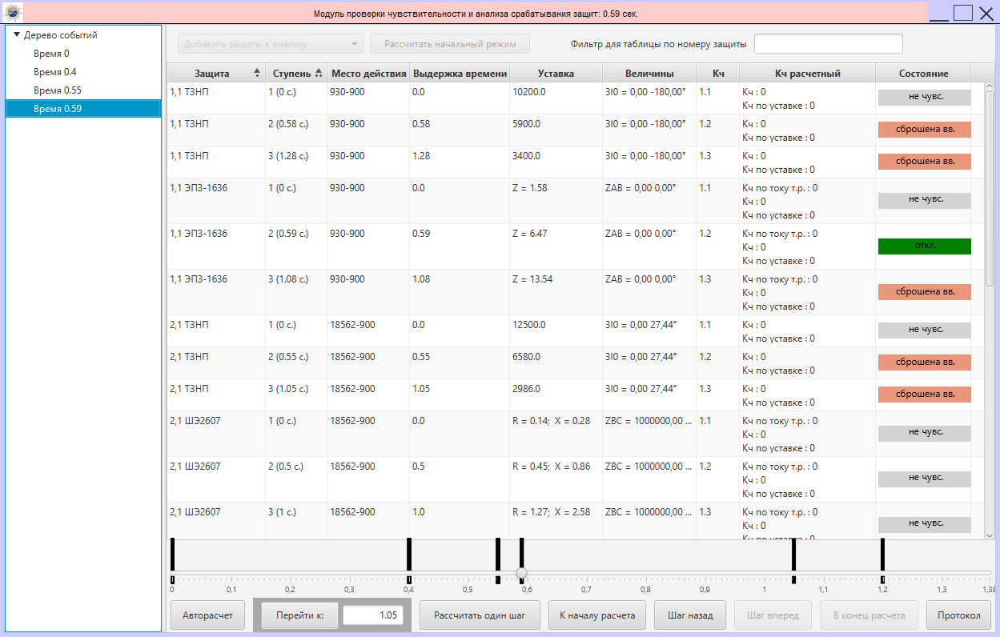 Модуль проверки чувствительности и анализа срабатывания защит: 0.59 сек.
Дерево событий
Время 0
Время 0.4
Время 0.55
Время 0.59
Добавить защиты к анализу
Рассчитать начальный режим
Фильтр для таблицы по номеру защиты
Защита Ступень Место действия Выдержка времени Уставка Величины Кч Кч расчетный Состояние
1,1 ТЗНП 1 (0 с.) 930-900 0.0 10200.0 3I0 = 0,00 -180,00° 1.1 Кч : 0 не чувс.
Кч по уставке : 0
1,1 ТЗНП 2 (0.58 с.) 930-900 0.58 5900.0 3I0 = 0,00 -180,00° 1.2 Кч : 0 сброшена вв.
Кч по уставке : 0
1,1 ТЗНП 3 (1.28 с.) 930-900 1.28 3400.0 3I0 = 0,00 -180,00° 1.3 Кч : 0 сброшена вв.
Кч по уставке : 0
1,1 ЭПЗ-1636 1 (0 с.) 930-900 0.0 Z = 1.58 ZAB = 0,00 0,00° 1.1 Кч по току т.р. : 0
Кч : 0 не чувс.
Кч по уставке : 0
1,1 ЭПЗ-1636 2 (0.59 с.) 930-900 0.59 Z = 6.47 ZAB = 0,00 0,00° 1.2 Кч по току т.р. : 0
Кч : 0 откл.
Кч по уставке : 0
1,1 ЭПЗ-1636 3 (1.08 с.) 930-900 1.08 Z = 13.54 ZAB = 0,00 0,00° 1.3 Кч по току т.р. : 0
Кч : 0 сброшена вв.
Кч по уставке : 0
2,1 ТЗНП 1 (0 с.) 18562-900 0.0 12500.0 3I0 = 0,00 27,44° 1.1 Кч : 0 не чувс.
Кч по уставке : 0
2,1 ТЗНП 2 (0.55 с.) 18562-900 0.55 6580.0 3I0 = 0,00 27,44° 1.2 Кч : 0 сброшена вв.
Кч по уставке : 0
2,1 ТЗНП 3 (1.05 с.) 18562-900 1.05 2986.0 3I0 = 0,00 27,44° 1.3 Кч : 0 сброшена вв.
Кч по уставке : 0
2,1 ШЭ2607 1 (0 с.) 18562-900 0.0 R = 0.14; X = 0.28 ZBC = 1000000,00 ... 1.1 Кч по току т.р. : 0
Кч : 0 не чувс.
Кч по уставке : 0
2,1 ШЭ2607 2 (0.5 с.) 18562-900 0.5 R = 0.45; X = 0.86 ZBC = 1000000,00 ... 1.2 Кч по току т.р. : 0
Кч : 0 не чувс.
Кч по уставке : 0
2,1 ШЭ2607 3 (1 с.) 18562-900 1.0 R = 1.27; X = 2.58 ZBC = 1000000,00 ... 1.3 Кч по току т.р. : 0
Кч : 0 не чувс.
Кч по уставке : 0
0 0,1 0,2 0,3 0,4 0,5 0,6 0,7 0,8 0,9 1 1,1 1,2 1,3 1,38
Авторасчет Перейти к: 1.05 Рассчитать один шаг К началу расчета Шаг назад Шаг вперед В конец расчета Протокол